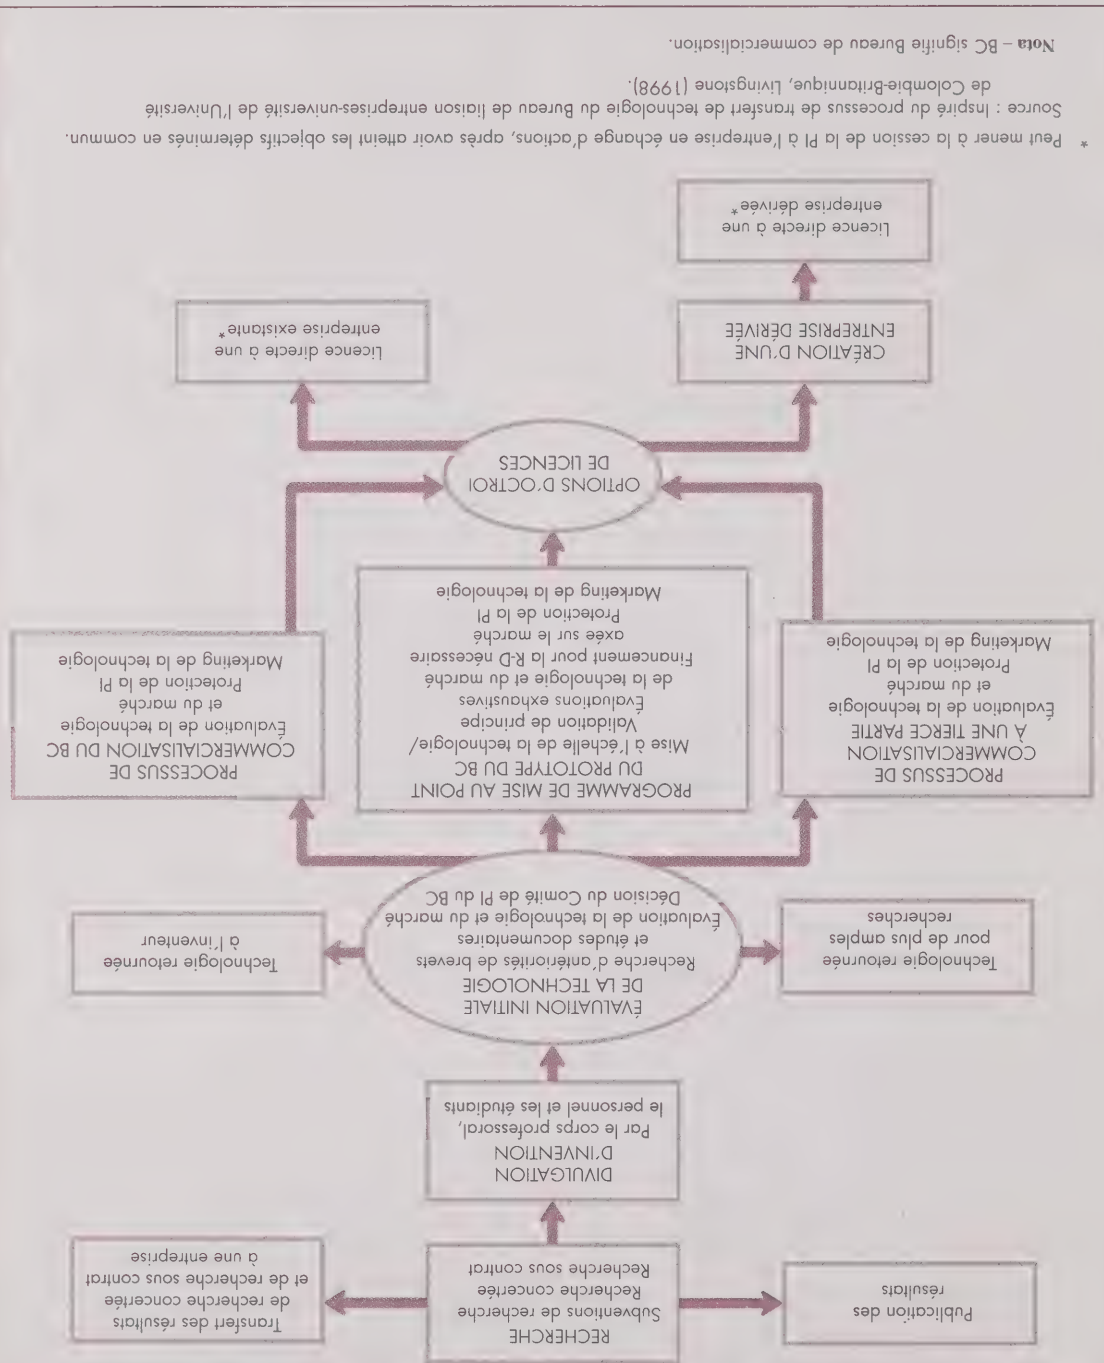 RECHERCHE
Subventions de recherche
Recherche concertée
Recherche sous contrat
Publication des
résultats
Transfert des résultats
de recherche concertée
et de recherche sous contrat
à une entreprise
DIVULGATION
D'INVENTION
Par le corps professoral,
le personnel et les étudiants
ÉVALUATION INITIALE
DE LA TECHNOLOGIE
Recherche d'antériorités de brevets
et études documentaires
Évaluation de la technologie et du marché
Décision du Comité de PI du BC
Technologie retournée
à l'inventeur
Technologie retournée
pour de plus amples
recherches
PROCESSUS DE
COMMERCIALISATION DU BC
Évaluation de la technologie
et du marché
Protection de la PI
Marketing de la technologie
PROGRAMME DE MISE AU POINT
DU PROTOTYPE DU BC
Mise à l'échelle de la technologie/
Validation de principe
Évaluations exhaustives
de la technologie et du marché
Financement pour la R-D nécessaire
axée sur le marché
Protection de la PI
Marketing de la technologie
PROCESSUS DE
COMMERCIALISATION
À UNE TIERCE PARTIE
Évaluation de la technologie
et du marché
Protection de la PI
Marketing de la technologie
OPTIONS D'OCTROI
DE LICENCES
Licence directe à une
entreprise existante*
CRÉATION D'UNE
ENTREPRISE DÉRIVÉE
Licence directe à une
entreprise dérivée*
* Peut mener à la cession de la PI à l'entreprise en échange d'actions, après avoir atteint les objectifs déterminés en commun.
Source : Inspiré du processus de transfert de technologie du Bureau de liaison entreprises-université de l'Université
de Colombie-Britannique, Livingstone (1998).
Nota – BC signifie Bureau de commercialisation.